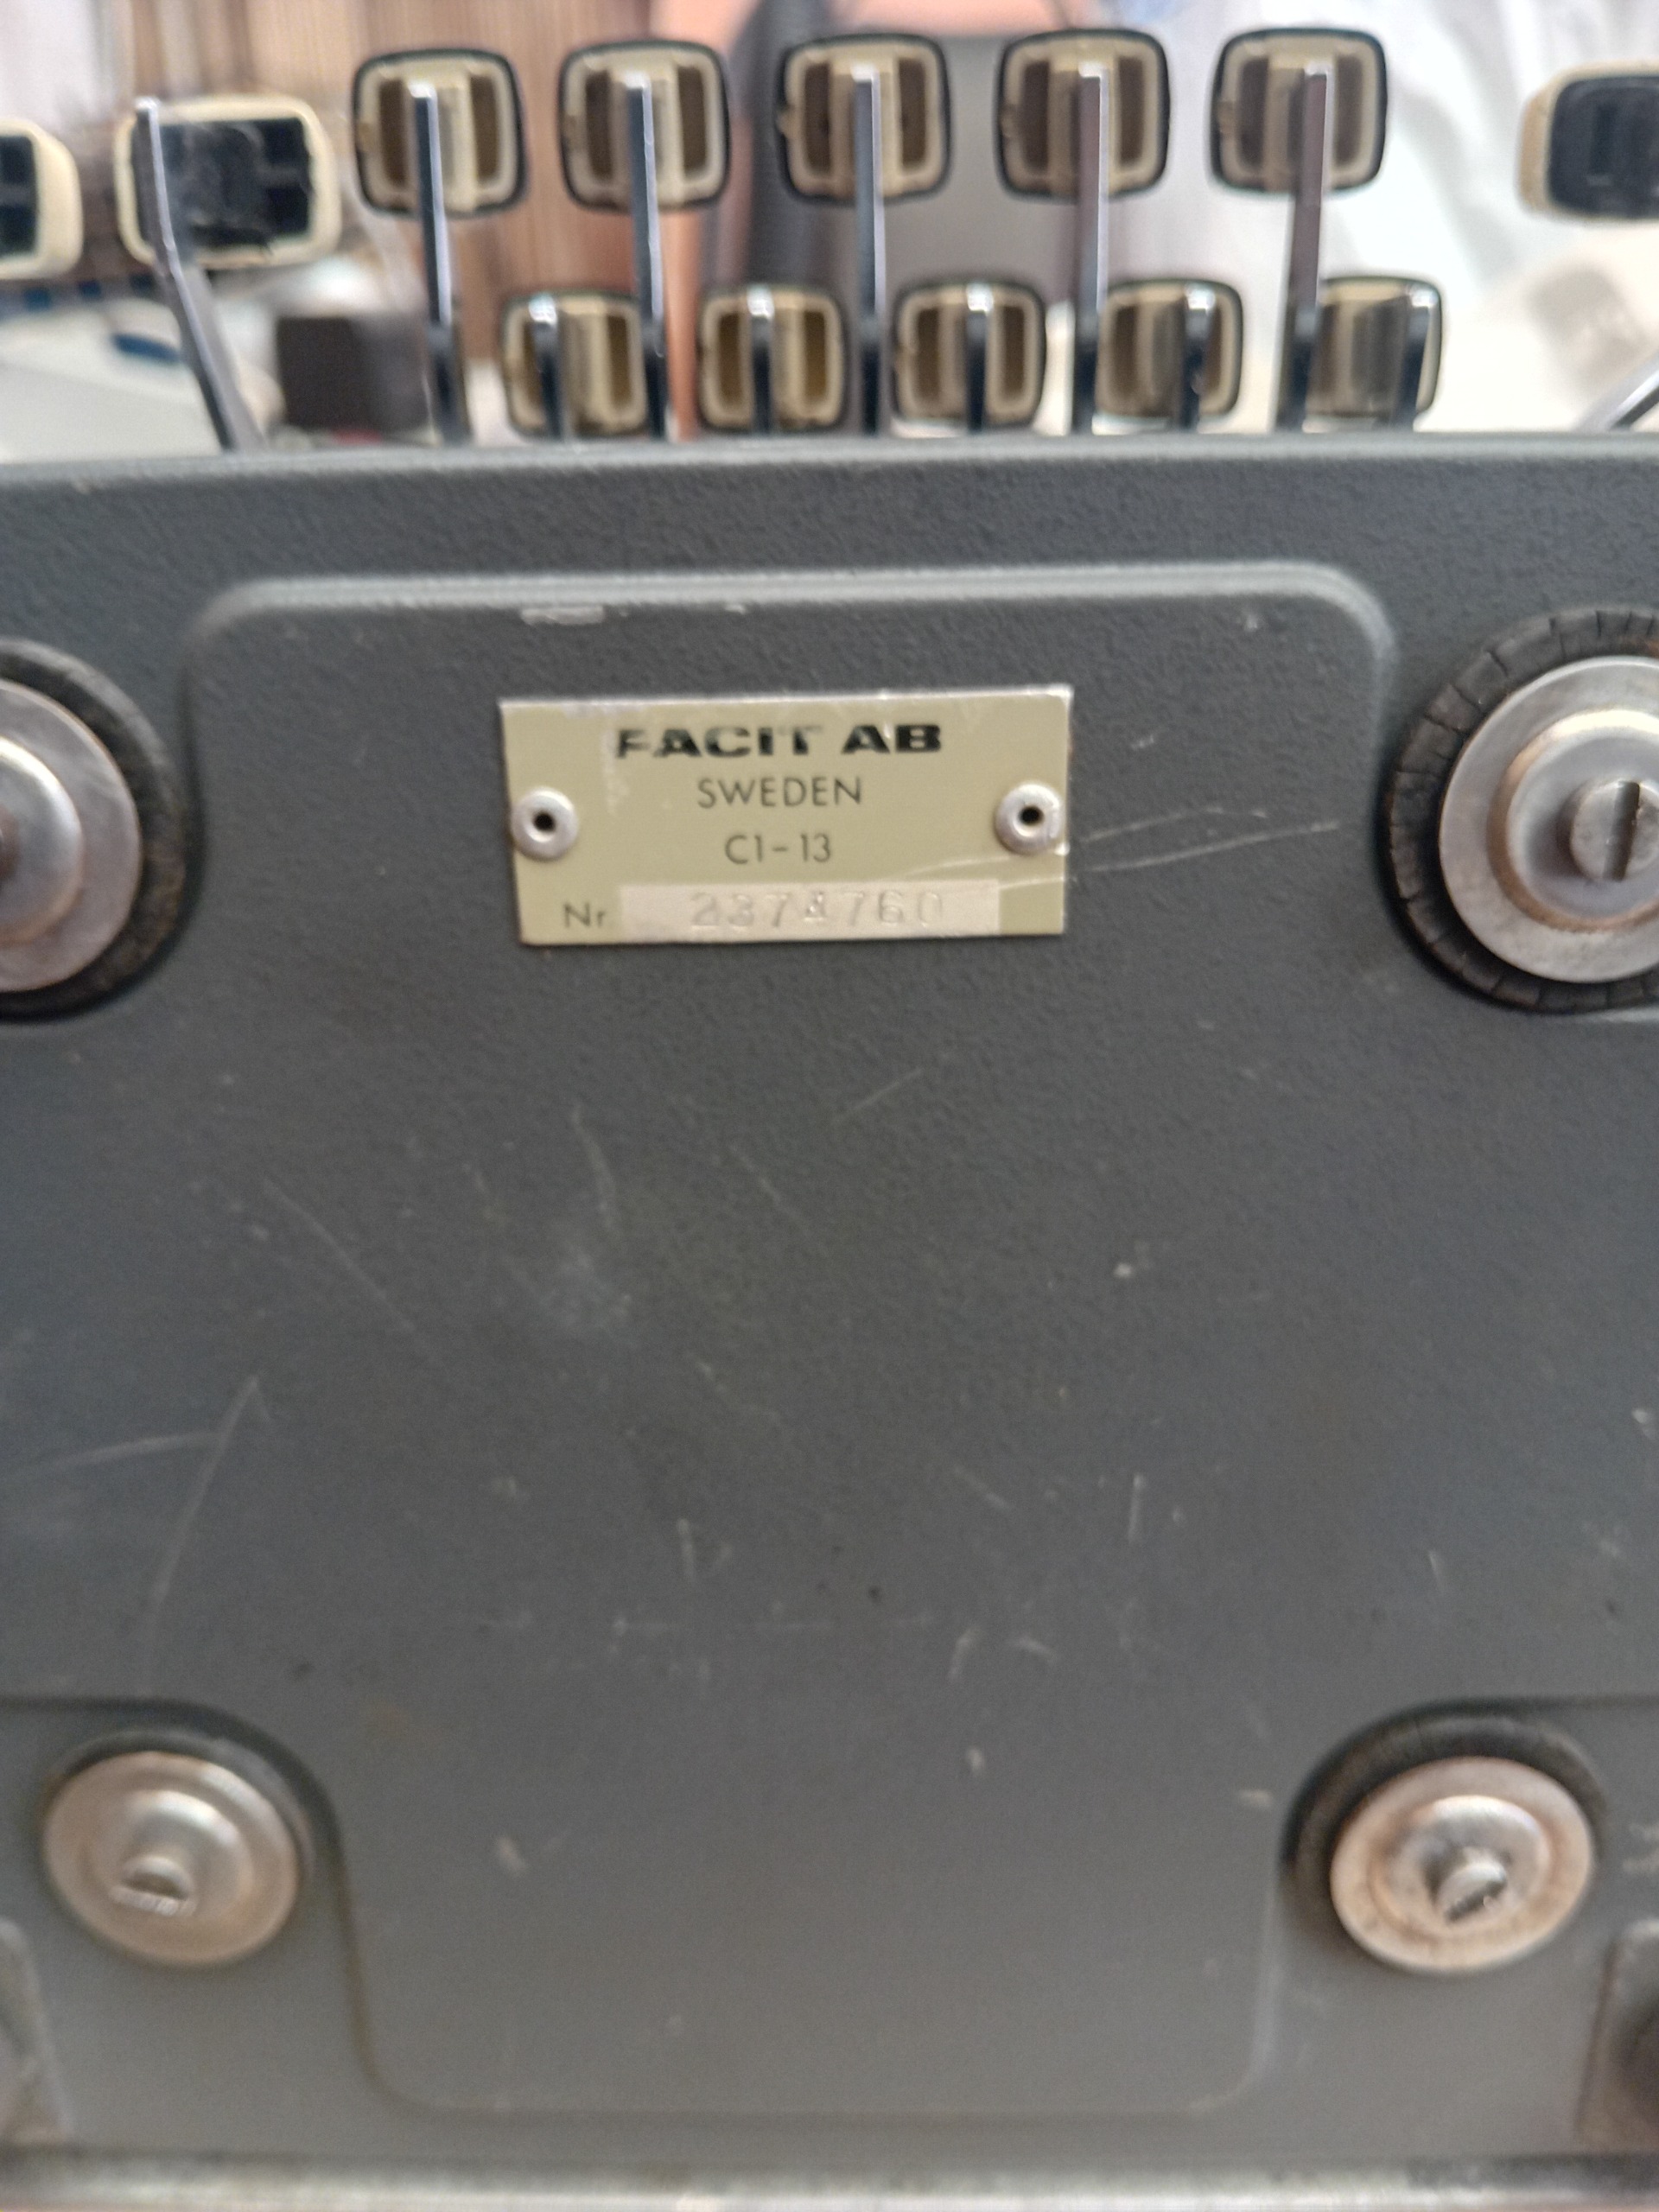 FACIT AB
SWEDEN
C1-13
Nr 2374760